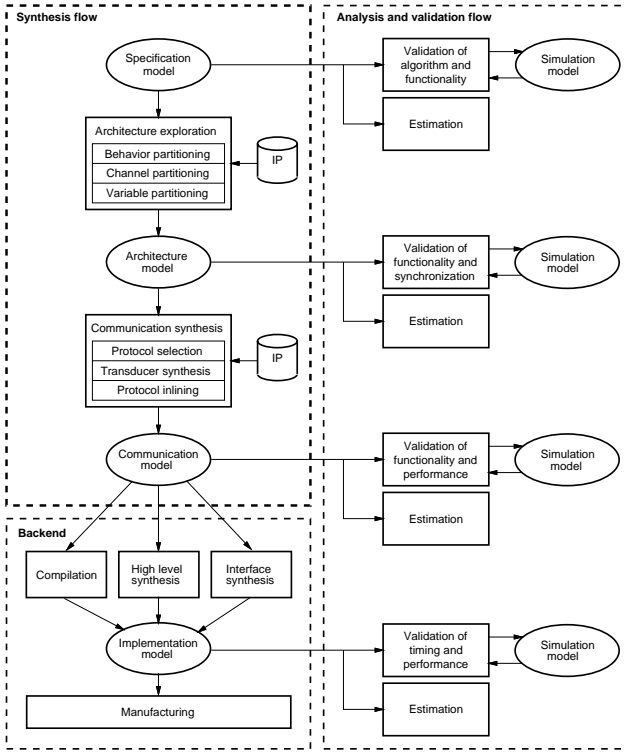 Synthesis flow
Analysis and validation flow
Specification
model
Validation of
algorithm and
functionality
Simulation
model
Estimation
Architecture exploration
Behavior partitioning
Channel partitioning
Variable partitioning
IP
Architecture
model
Validation of
functionality and
synchronization
Simulation
model
Estimation
Communication synthesis
Protocol selection
Transducer synthesis
Protocol inlining
IP
Communication
model
Validation of
functionality and
performance
Simulation
model
Estimation
Backend
Compilation
High level
synthesis
Interface
synthesis
Implementation
model
Validation of
timing and
performance
Simulation
model
Estimation
Manufacturing